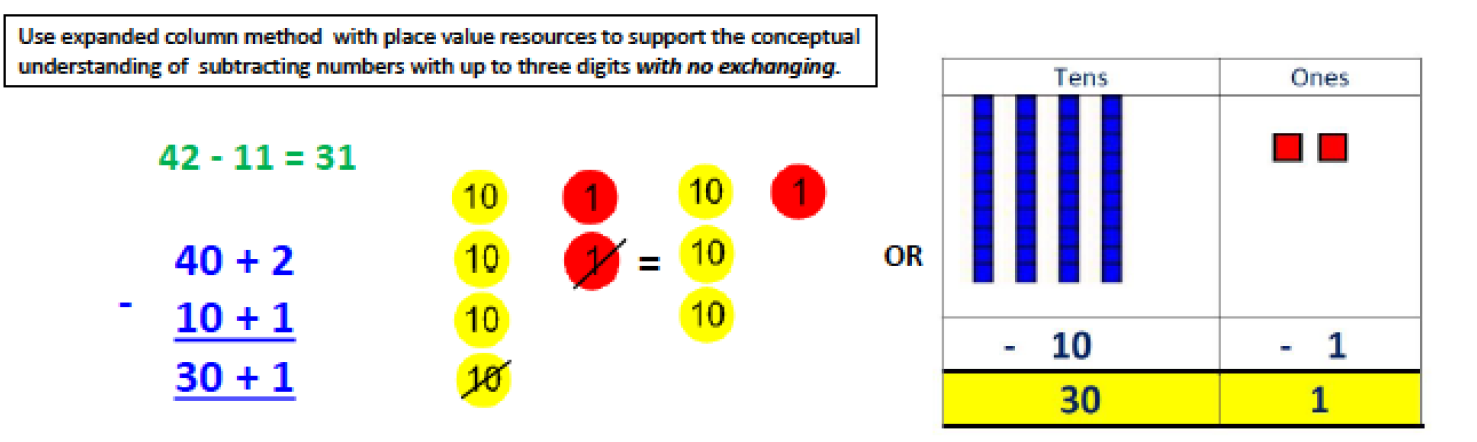 Use expanded column method with place value resources to support the conceptual
understanding of subtracting numbers with up to three digits with no exchanging.
42 - 11 = 31
40 + 2
- 10 + 1
30 + 1
10 1 10 1
10 1 = 10
10 10
10
OR
Tens Ones
- 10 - 1
30 1